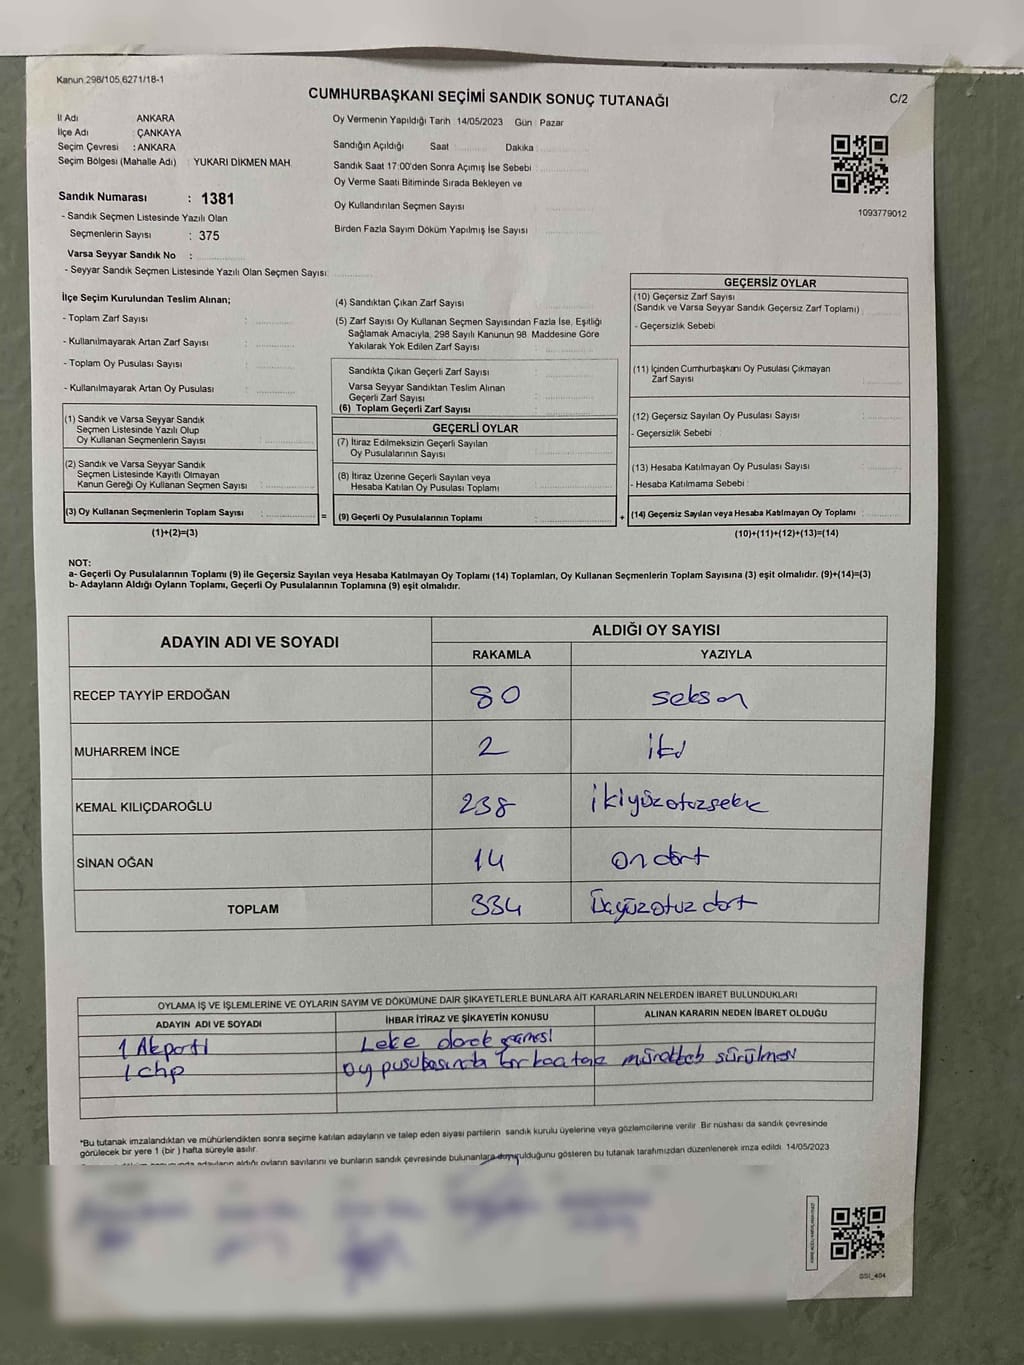 Kanun 298/105,6271/18-1
CUMHURBAŞKANI SEÇİMİ SANDIK SONUÇ TUTANAĞI
C/2
İl Adı ANKARA
İlçe Adı : ÇANKAYA
Seçim Çevresi : ANKARA
Seçim Bölgesi (Mahalle Adı) : YUKARI DİKMEN MAH.
Oy Vermenin Yapıldığı Tarih 14/05/2023 Gün : Pazar
Sandığın Açıldığı Saat Dakika
Sandık Saat 17:00'den Sonra Açımış İse Sebebi
Oy Verme Saati Bitiminde Sırada Bekleyen ve
Oy Kullandırılan Seçmen Sayısı
Birden Fazla Sayım Döküm Yapılmış İse Sayısı
1093779012
Sandık Numarası : 1381
- Sandık Seçmen Listesinde Yazılı Olan
Seçmenlerin Sayısı : 375
Varsa Seyyar Sandık No :
- Seyyar Sandık Seçmen Listesinde Yazılı Olan Seçmen Sayısı
İlçe Seçim Kurulundan Teslim Alınan;
- Toplam Zarf Sayısı :
- Kullanılmayarak Artan Zarf Sayısı :
- Toplam Oy Pusulası Sayısı :
- Kullanılmayarak Artan Oy Pusulası :
(1) Sandık ve Varsa Seyyar Sandık
Seçmen Listesinde Yazılı Olup
Oy Kullanan Seçmenlerin Sayısı :
(2) Sandık ve Varsa Seyyar Sandık
Seçmen Listesinde Kayıtlı Olmayan
Kanun Gereği Oy Kullanan Seçmen Sayısı :
(3) Oy Kullanan Seçmenlerin Toplam Sayısı :
(1)+(2)=(3)
=
(4) Sandıktan Çıkan Zarf Sayısı
(5) Zarf Sayısı Oy Kullanan Seçmen Sayısından Fazla İse, Eşitliği
Sağlamak Amacıyla, 298 Sayılı Kanunun 98. Maddesine Göre
Yakılarak Yok Edilen Zarf Sayısı
Sandıkta Çıkan Geçerli Zarf Sayısı
Varsa Seyyar Sandıktan Teslim Alınan
Geçerli Zarf Sayısı
(6) Toplam Geçerli Zarf Sayısı
GEÇERLİ OYLAR
(7) İtiraz Edilmeksizin Geçerli Sayılan
Oy Pusulalarının Sayısı
(8) İtiraz Üzerine Geçerli Sayılan veya
Hesaba Katılan Oy Pusulası Toplamı
(9) Geçerli Oy Pusulalarının Toplamı :
+
GEÇERSİZ OYLAR
(10) Geçersiz Zarf Sayısı
(Sandık ve Varsa Seyyar Sandık Geçersiz Zarf Toplamı)
- Geçersizlik Sebebi
(11) İçinden Cumhurbaşkanı Oy Pusulası Çıkmayan
Zarf Sayısı
(12) Geçersiz Sayılan Oy Pusulası Sayısı
- Geçersizlik Sebebi
(13) Hesaba Katılmayan Oy Pusulası Sayısı
- Hesaba Katılmama Sebebi
(14) Geçersiz Sayılan veya Hesaba Katılmayan Oy Toplamı
(10)+(11)+(12)+(13)=(14)
NOT:
a- Geçerli Oy Pusulalarının Toplamı (9) ile Geçersiz Sayılan veya Hesaba Katılmayan Oy Toplamı (14) Toplamları, Oy Kullanan Seçmenlerin Toplam Sayısına (3) eşit olmalıdır. (9)+(14)=(3)
b- Adayların Aldığı Oyların Toplamı, Geçerli Oy Pusulalarının Toplamına (9) eşit olmalıdır.
ADAYIN ADI VE SOYADI ALDIĞI OY SAYISI
RAKAMLA YAZIYLA
RECEP TAYYİP ERDOĞAN 80 seksen
MUHARREM İNCE 2 iki
KEMAL KILIÇDAROĞLU 238 ikiyüzotuzsekiz
SİNAN OĞAN 14 on dört
TOPLAM 334 Üçyüzotuz dört
OYLAMA İŞ VE İŞLEMLERİNE VE OYLARIN SAYIM VE DÖKÜMÜNE DAİR ŞİKAYETLERLE BUNLARA AİT KARARLARIN NELERDEN İBARET BULUNDUKLARI
ADAYIN ADI VE SOYADI İHBAR İTİRAZ VE ŞİKAYETİN KONUSU ALINAN KARARIN NEDEN İBARET OLDUĞU
1 Akparti Leke olarak
1 chp oy pusulasında mürekkeb sürülmesi
*Bu tutanak imzalandıktan ve mühürlendikten sonra seçime katılan adayların ve talep eden siyasi partilerin sandık kurulu üyelerine veya gözlemcilerine verilir. Bir nüshası da sandık çevresinde
görülecek bir yere 1 (bir ) hafta süreyle asılır.
adayların aldığı oyların sayılarını ve bunların sandık çevresinde bulunanlara duyurulduğunu gösteren bu tutanak tarafımızdan düzenlenerek imza edildi. 14/05/2023